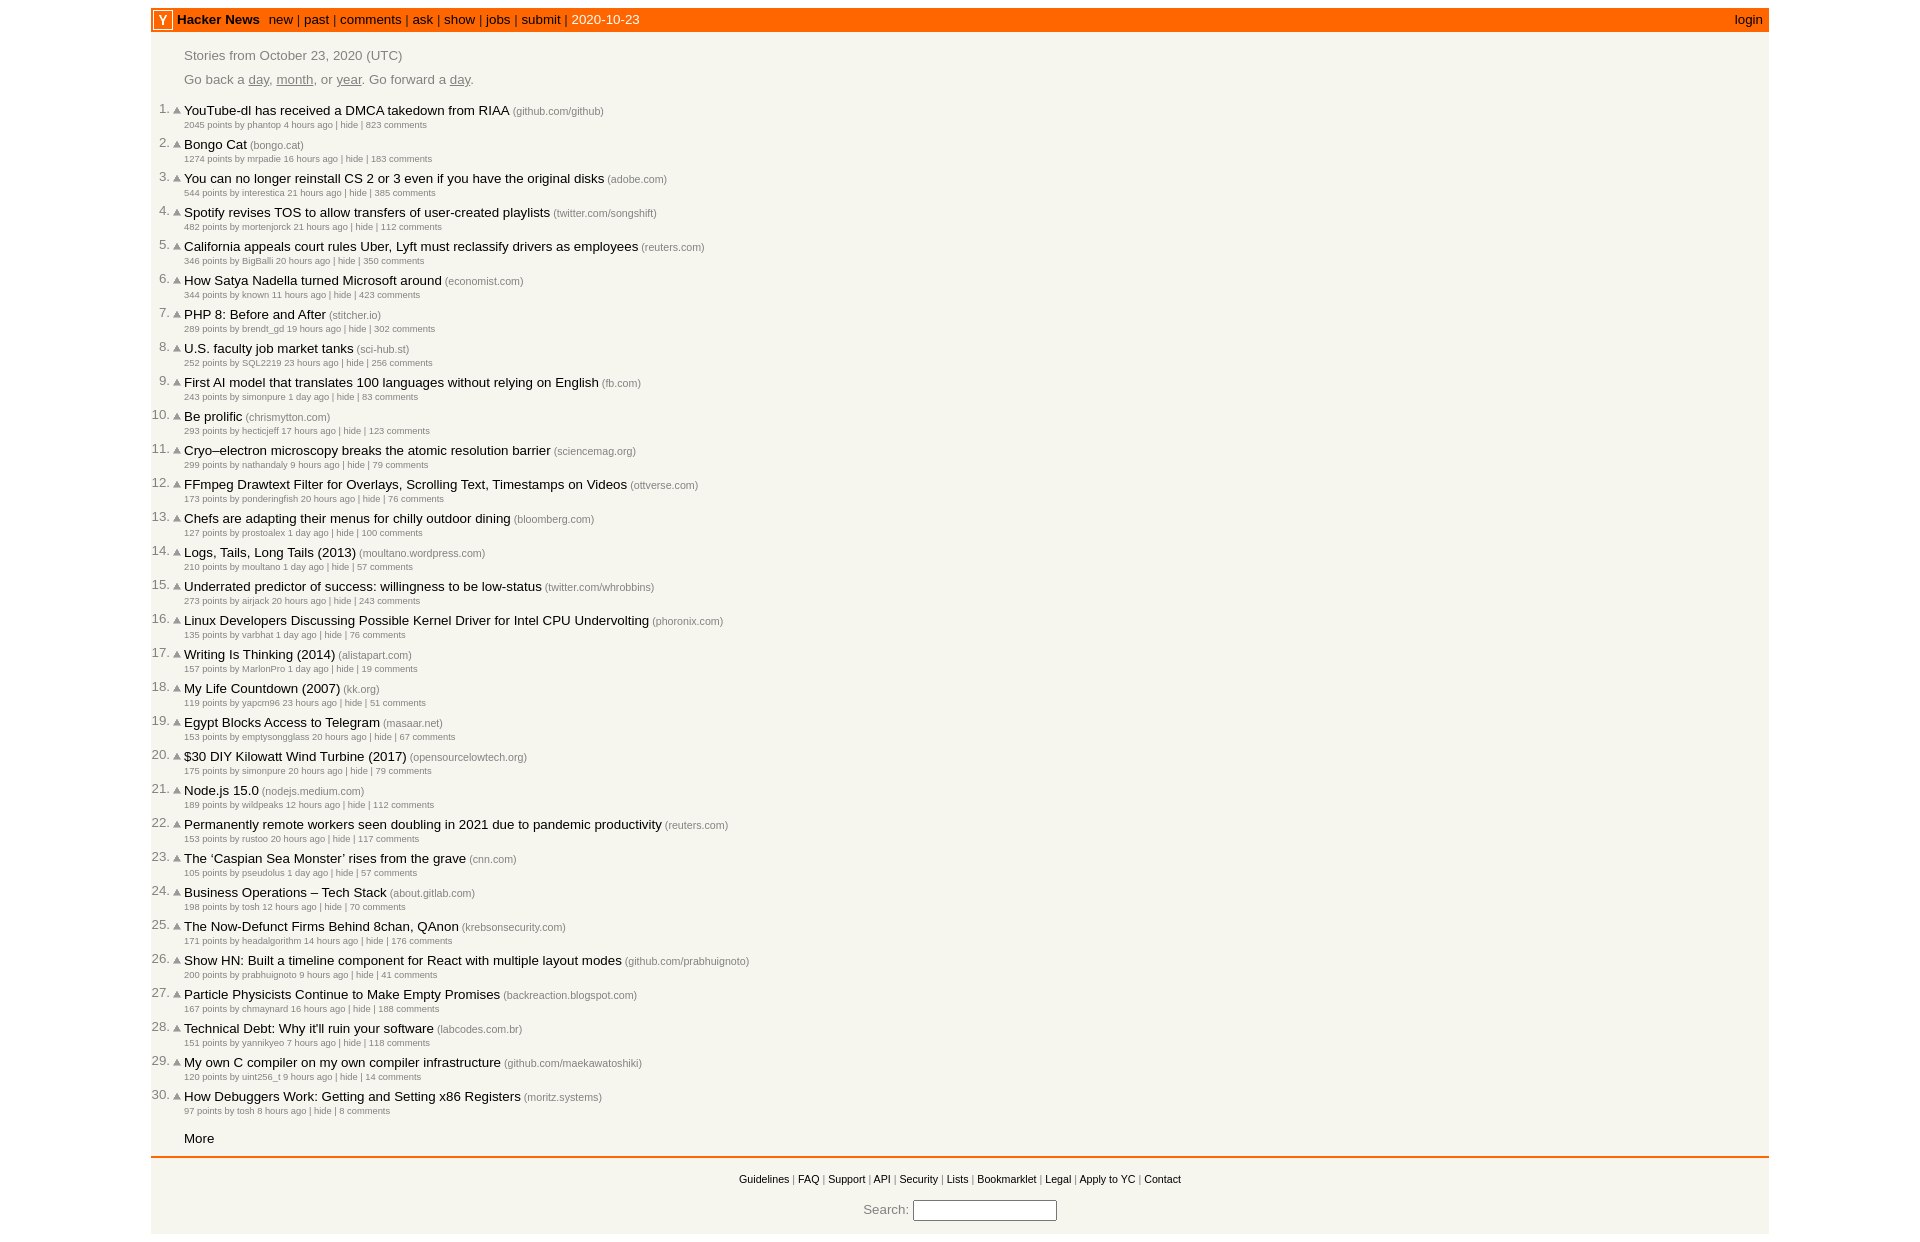 Y Hacker News new | past | comments | ask | show | jobs | submit | 2020-10-23 login
Stories from October 23, 2020 (UTC)
Go back a day, month, or year. Go forward a day.
1. YouTube-dl has received a DMCA takedown from RIAA (github.com/github)
2045 points by phantop 4 hours ago | hide | 823 comments
2. Bongo Cat (bongo.cat)
1274 points by mrpadie 16 hours ago | hide | 183 comments
3. You can no longer reinstall CS 2 or 3 even if you have the original disks (adobe.com)
544 points by interestica 21 hours ago | hide | 385 comments
4. Spotify revises TOS to allow transfers of user-created playlists (twitter.com/songshift)
482 points by mortenjorck 21 hours ago | hide | 112 comments
5. California appeals court rules Uber, Lyft must reclassify drivers as employees (reuters.com)
346 points by BigBalli 20 hours ago | hide | 350 comments
6. How Satya Nadella turned Microsoft around (economist.com)
344 points by known 11 hours ago | hide | 423 comments
7. PHP 8: Before and After (stitcher.io)
289 points by brendt_gd 19 hours ago | hide | 302 comments
8. U.S. faculty job market tanks (sci-hub.st)
252 points by SQL2219 23 hours ago | hide | 256 comments
9. First AI model that translates 100 languages without relying on English (fb.com)
243 points by simonpure 1 day ago | hide | 83 comments
10. Be prolific (chrismytton.com)
293 points by hecticjeff 17 hours ago | hide | 123 comments
11. Cryo–electron microscopy breaks the atomic resolution barrier (sciencemag.org)
299 points by nathandaly 9 hours ago | hide | 79 comments
12. FFmpeg Drawtext Filter for Overlays, Scrolling Text, Timestamps on Videos (ottverse.com)
173 points by ponderingfish 20 hours ago | hide | 76 comments
13. Chefs are adapting their menus for chilly outdoor dining (bloomberg.com)
127 points by prostoalex 1 day ago | hide | 100 comments
14. Logs, Tails, Long Tails (2013) (moultano.wordpress.com)
210 points by moultano 1 day ago | hide | 57 comments
15. Underrated predictor of success: willingness to be low-status (twitter.com/whrobbins)
273 points by airjack 20 hours ago | hide | 243 comments
16. Linux Developers Discussing Possible Kernel Driver for Intel CPU Undervolting (phoronix.com)
135 points by varbhat 1 day ago | hide | 76 comments
17. Writing Is Thinking (2014) (alistapart.com)
157 points by MarlonPro 1 day ago | hide | 19 comments
18. My Life Countdown (2007) (kk.org)
119 points by yapcm96 23 hours ago | hide | 51 comments
19. Egypt Blocks Access to Telegram (masaar.net)
153 points by emptysongglass 20 hours ago | hide | 67 comments
20. $30 DIY Kilowatt Wind Turbine (2017) (opensourcelowtech.org)
175 points by simonpure 20 hours ago | hide | 79 comments
21. Node.js 15.0 (nodejs.medium.com)
189 points by wildpeaks 12 hours ago | hide | 112 comments
22. Permanently remote workers seen doubling in 2021 due to pandemic productivity (reuters.com)
153 points by rustoo 20 hours ago | hide | 117 comments
23. The ‘Caspian Sea Monster’ rises from the grave (cnn.com)
105 points by pseudolus 1 day ago | hide | 57 comments
24. Business Operations – Tech Stack (about.gitlab.com)
198 points by tosh 12 hours ago | hide | 70 comments
25. The Now-Defunct Firms Behind 8chan, QAnon (krebsonsecurity.com)
171 points by headalgorithm 14 hours ago | hide | 176 comments
26. Show HN: Built a timeline component for React with multiple layout modes (github.com/prabhuignoto)
200 points by prabhuignoto 9 hours ago | hide | 41 comments
27. Particle Physicists Continue to Make Empty Promises (backreaction.blogspot.com)
167 points by chmaynard 16 hours ago | hide | 188 comments
28. Technical Debt: Why it'll ruin your software (labcodes.com.br)
151 points by yannikyeo 7 hours ago | hide | 118 comments
29. My own C compiler on my own compiler infrastructure (github.com/maekawatoshiki)
120 points by uint256_t 9 hours ago | hide | 14 comments
30. How Debuggers Work: Getting and Setting x86 Registers (moritz.systems)
97 points by tosh 8 hours ago | hide | 8 comments
More
Guidelines | FAQ | Support | API | Security | Lists | Bookmarklet | Legal | Apply to YC | Contact
Search: